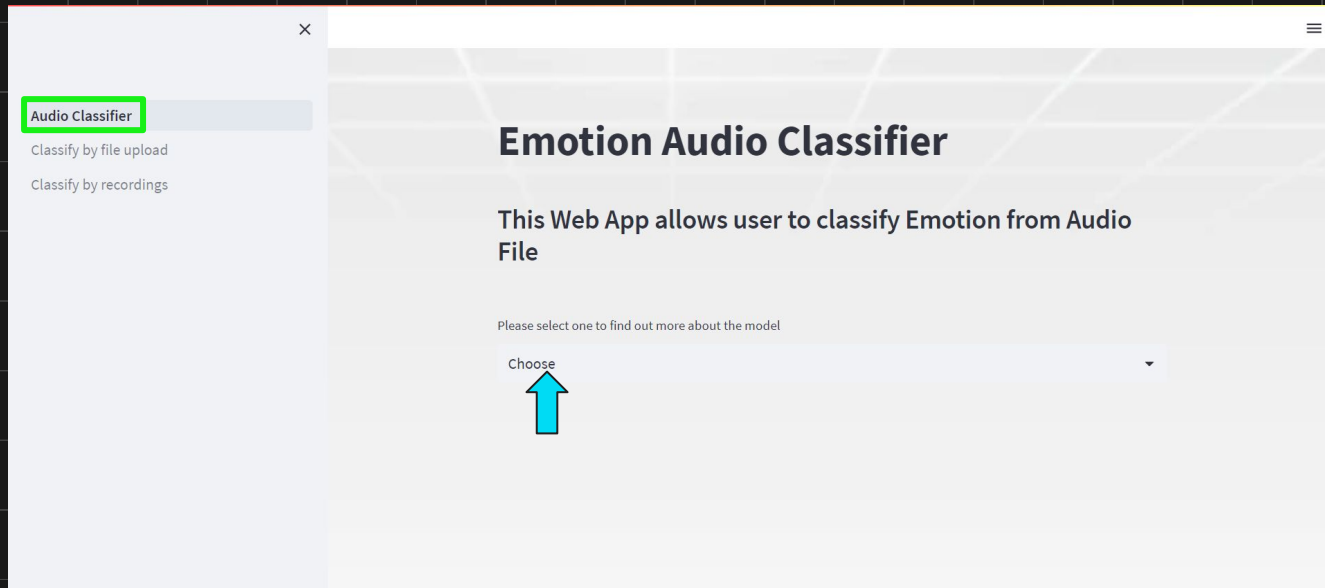 Audio Classifier
Classify by file upload
Classify by recordings
Emotion Audio Classifier
This Web App allows user to classify Emotion from Audio
File
Please select one to find out more about the model
Choose